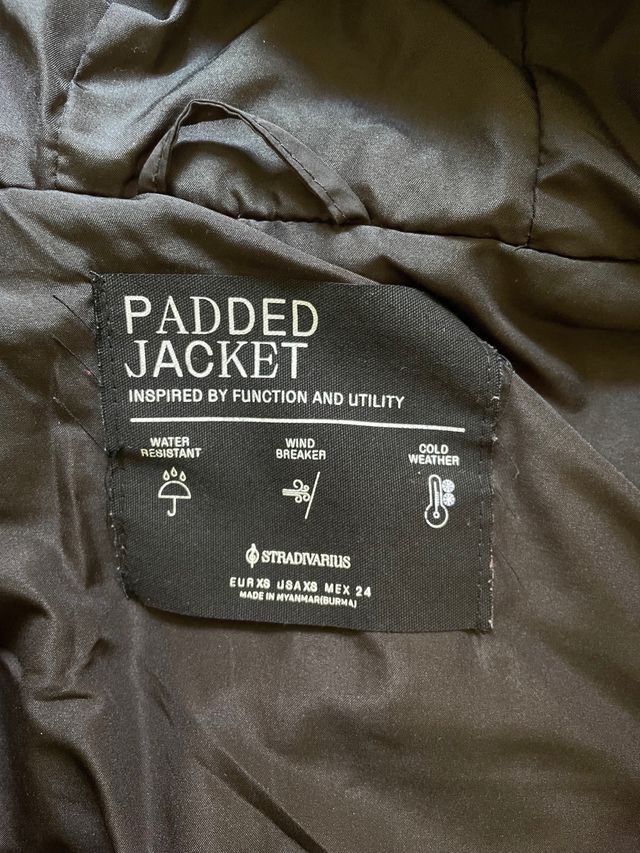 PADDED
JACKET
INSPIRED BY FUNCTION AND UTILITY
WATER RESISTANT
WIND BREAKER
COLD WEATHER
STRADIVARIUS
EUR XS USA XS MEX 24
MADE IN MYANMAR(BURMA)